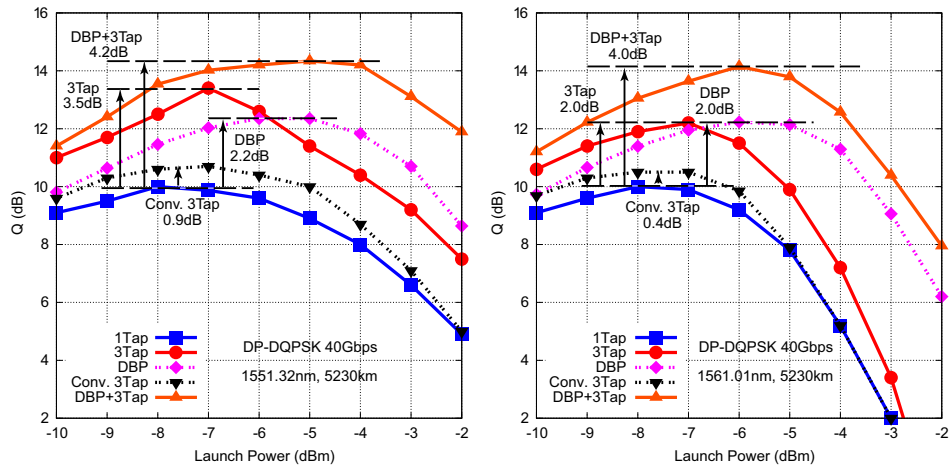 16
14
12
10
8
6
4
2
Q (dB)
-10
-9
-8
-7
-6
-5
-4
-3
-2
Launch Power (dBm)
DBP+3Tap
4.2dB
3Tap
3.5dB
DBP
2.2dB
Conv. 3Tap
0.9dB
1Tap
3Tap
DBP
Conv. 3Tap
DBP+3Tap
DP-DQPSK 40Gbps
1551.32nm, 5230km
16
14
12
10
8
6
4
2
Q (dB)
-10
-9
-8
-7
-6
-5
-4
-3
-2
Launch Power (dBm)
DBP+3Tap
4.0dB
3Tap
2.0dB
DBP
2.0dB
Conv. 3Tap
0.4dB
1Tap
3Tap
DBP
Conv. 3Tap
DBP+3Tap
DP-DQPSK 40Gbps
1561.01nm, 5230km